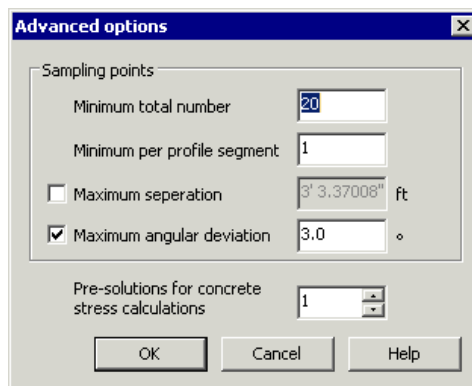 Advanced options
Sampling points
Minimum total number 20
Minimum per profile segment 1
Maximum seperation 3' 3.37008" ft
Maximum angular deviation 3.0 °
Pre-solutions for concrete
stress calculations 1
OK Cancel Help